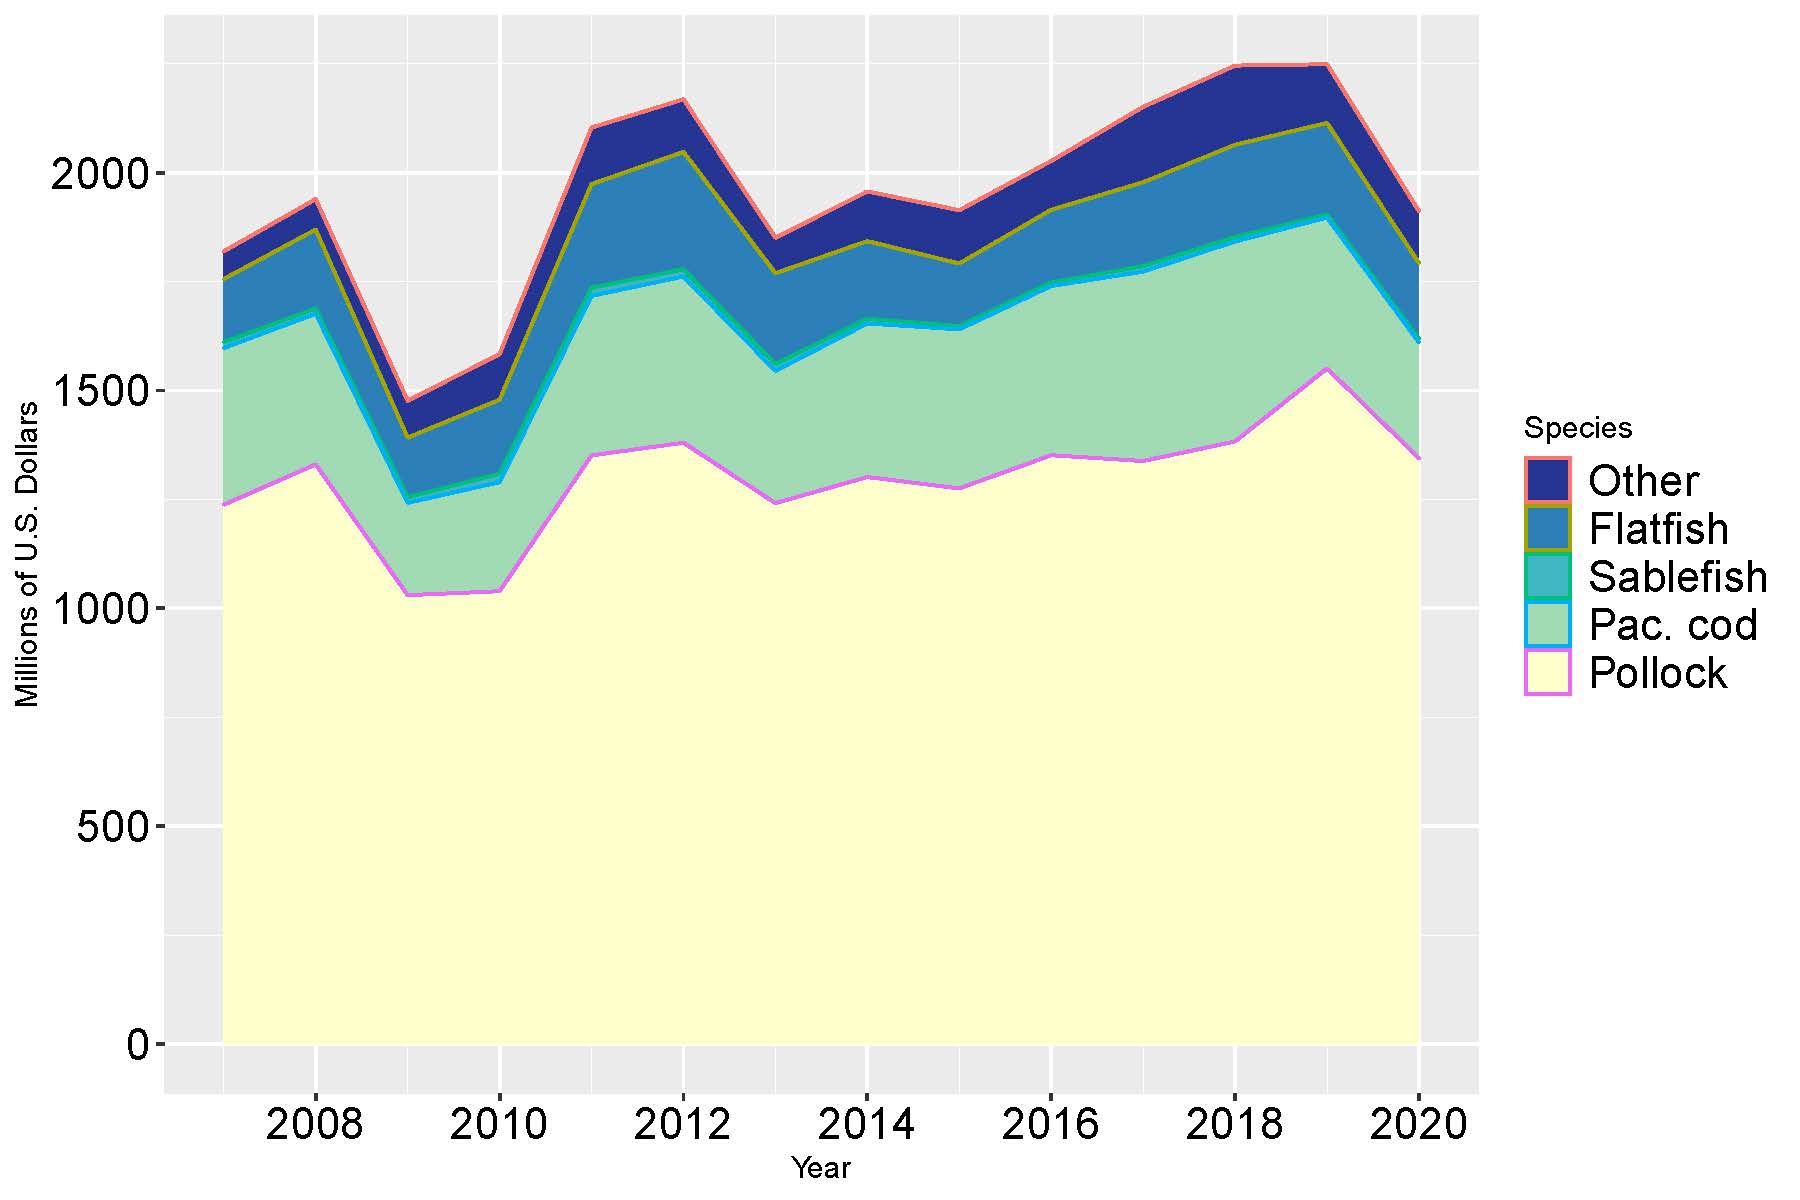 Millions of U.S. Dollars
2000
1500
1000
500
0
2008 2010 2012 2014 2016 2018 2020
Year
Species
Other
Flatfish
Sablefish
Pac. cod
Pollock